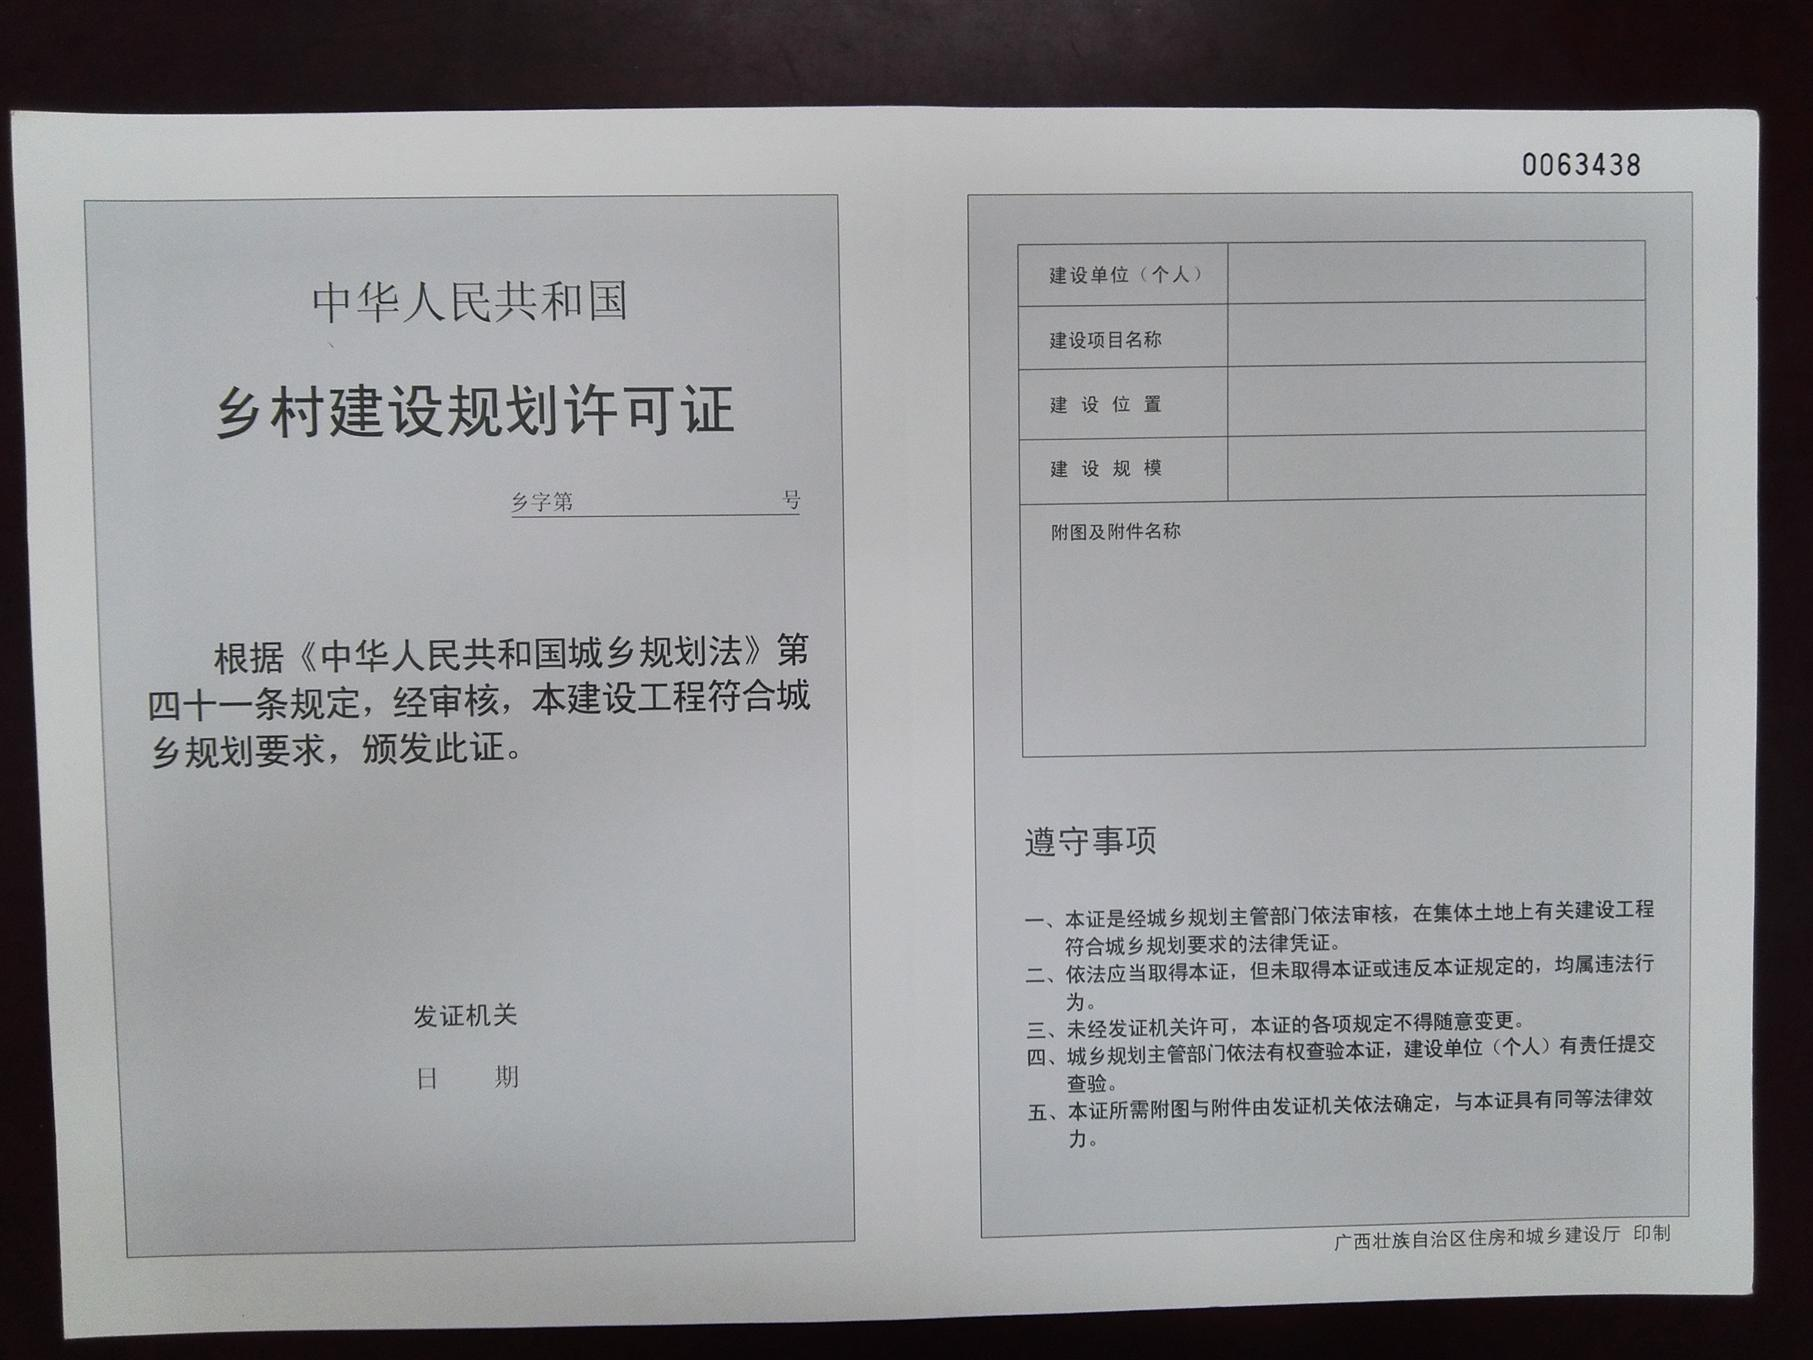 中华人民共和国
乡村建设规划许可证
乡字第 号
根据《中华人民共和国城乡规划法》第
四十一条规定，经审核，本建设工程符合城
乡规划要求，颁发此证。
发证机关
日 期
0063438
建设单位（个人）
建设项目名称
建设位置
建设规模
附图及附件名称
遵守事项
一、本证是经城乡规划主管部门依法审核，在集体土地上有关建设工程
符合城乡规划要求的法律凭证。
二、依法应当取得本证，但未取得本证或违反本证规定的，均属违法行
为。
三、未经发证机关许可，本证的各项规定不得随意变更。
四、城乡规划主管部门依法有权查验本证，建设单位（个人）有责任提交
查验。
五、本证所需附图与附件由发证机关依法确定，与本证具有同等法律效
力。
广西壮族自治区住房和城乡建设厅 印制